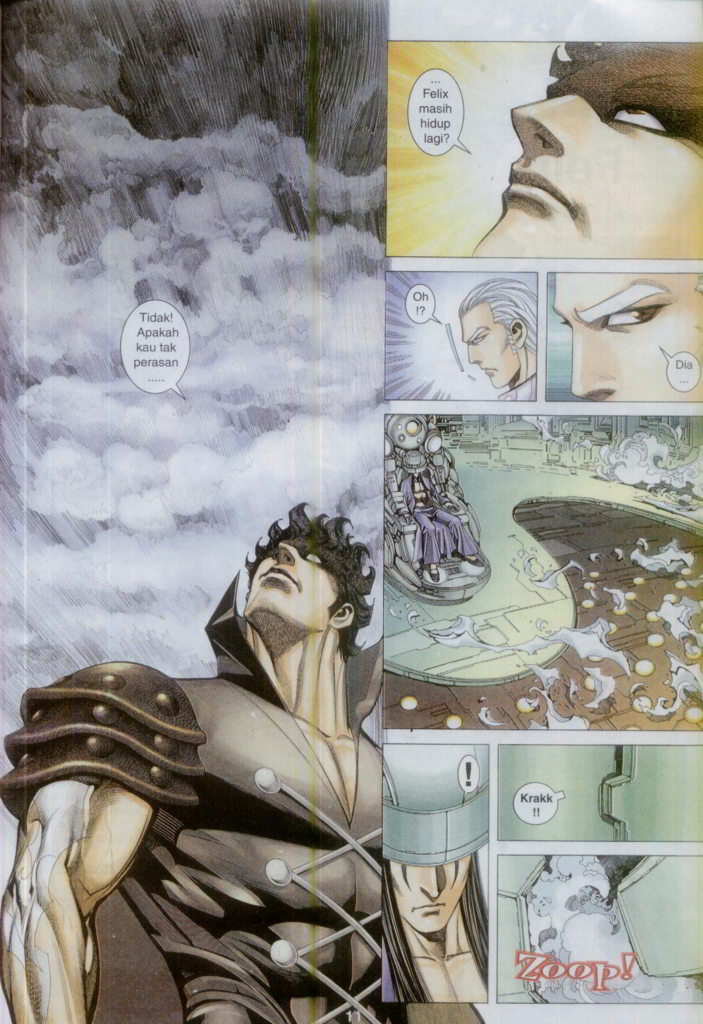 Tidak!
Apakah
kau tak
perasan
.....
...
Felix
masih
hidup
lagi?
Oh
!?
Dia
...
!
Krakk
!!
Zoop!
11